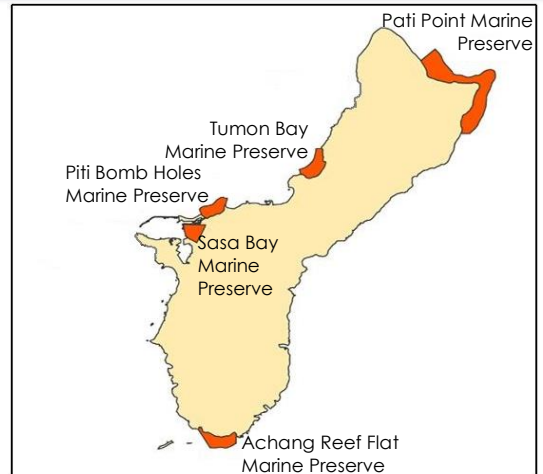 Pati Point Marine
Preserve
Tumon Bay
Marine Preserve
Piti Bomb Holes
Marine Preserve
Sasa Bay
Marine
Preserve
Achang Reef Flat
Marine Preserve